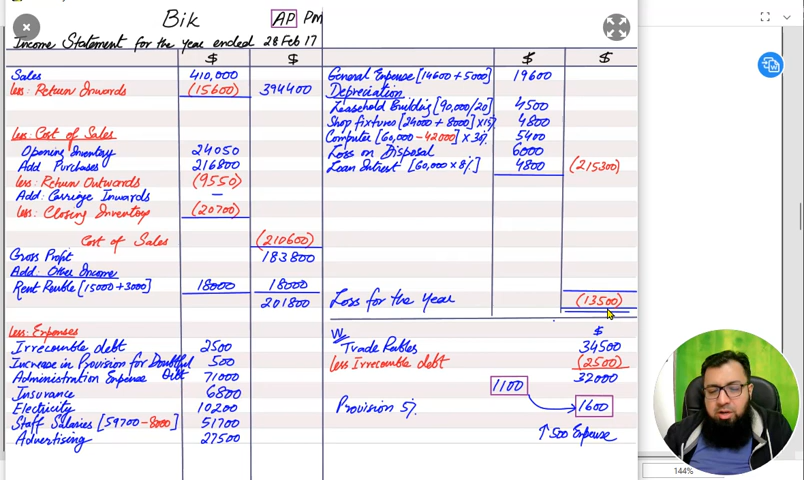 Bik
AP PM
Income Statement for the year ended 28 Feb 17
$ $
Sales 410,000
less: Return Inwards (15600) 394400
less: Cost of Sales
Opening Inventory 24050
Add Purchases 216800
less: Return Outwards (9550)
Add: Carriage Inwards —
less: Closing Inventory (20700)
Cost of Sales (210600)
Gross Profit 183800
Add: Other Income
Rent Rcvble [15000+3000] 18000 18000
201800
less: Expenses
Irrecovrable debt 2500
Increase in Provision for Doubtful Debt 500
Administration Expense 71000
Insurance 6800
Electricity 10200
Staff Salaries [59700-8000] 51700
Advertising 27500
$ $
General Expense [14600+5000] 19600
Depreciation
Leasehold Building [90,000/20] 4500
Shop fixtures [24000+8000]×15% 4800
Computer [60,000-42000]×30% 5400
Loss on Disposal 6000
Loan Interest [60,000×8%] 4800 (215300)
Loss for the year (13500)
W $
Trade Rcbles 34500
less Irrecovrable debt (2500)
32000
1100
Provision 5% 1600
↑500 Expense
144%